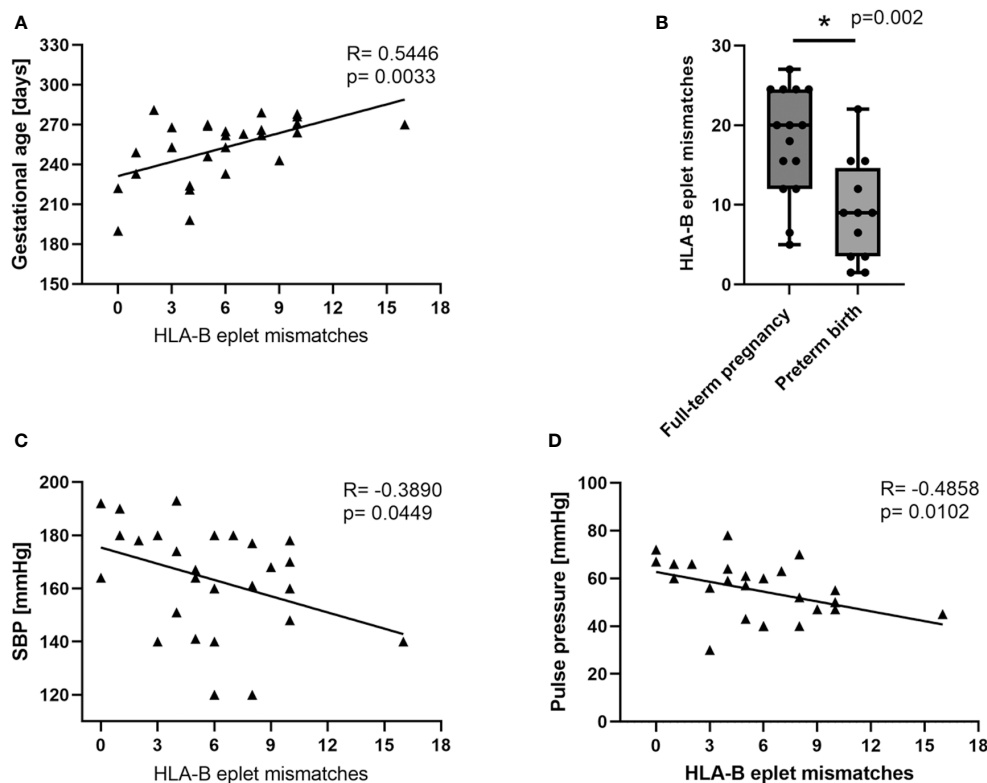 A
R= 0.5446
p= 0.0033
Gestational age [days]
330
300
270
240
210
180
150
0 3 6 9 12 15 18
HLA-B eplet mismatches
B
p=0.002
*
HLA-B eplet mismatches
30
20
10
0
Full-term pregnancy
Preterm birth
C
R= -0.3890
p= 0.0449
SBP [mmHg]
200
180
160
140
120
0 3 6 9 12 15 18
HLA-B eplet mismatches
D
R= -0.4858
p= 0.0102
Pulse pressure [mmHg]
100
80
60
40
20
0
0 3 6 9 12 15 18
HLA-B eplet mismatches